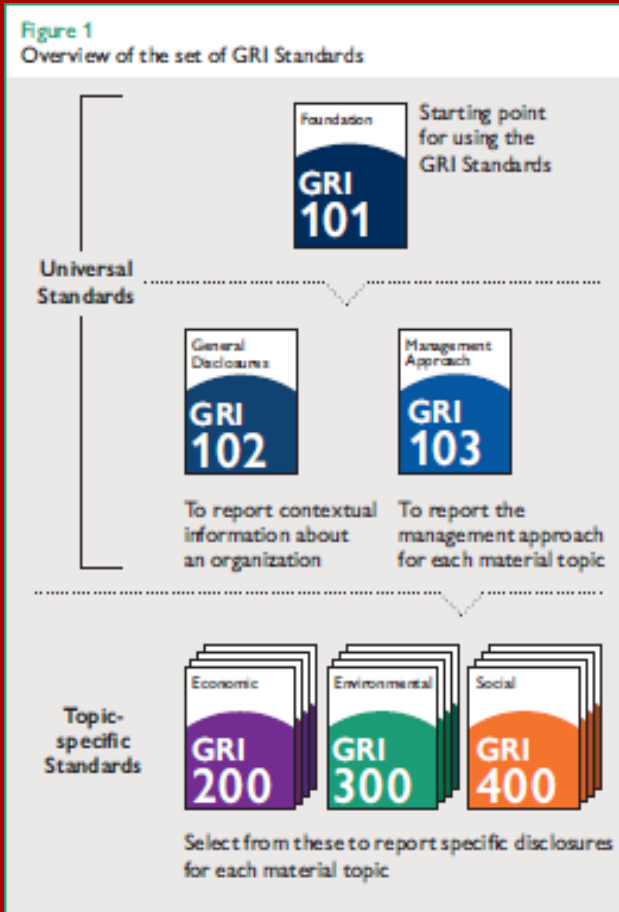 Figure 1
Overview of the set of GRI Standards
Foundation
GRI
101
Starting point
for using the
GRI Standards
Universal
Standards
General
Disclosures
GRI
102
Management
Approach
GRI
103
To report contextual
information about
an organization
To report the
management approach
for each material topic
Topic-
specific
Standards
Economic
GRI
200
Environmental
GRI
300
Social
GRI
400
Select from these to report specific disclosures
for each material topic